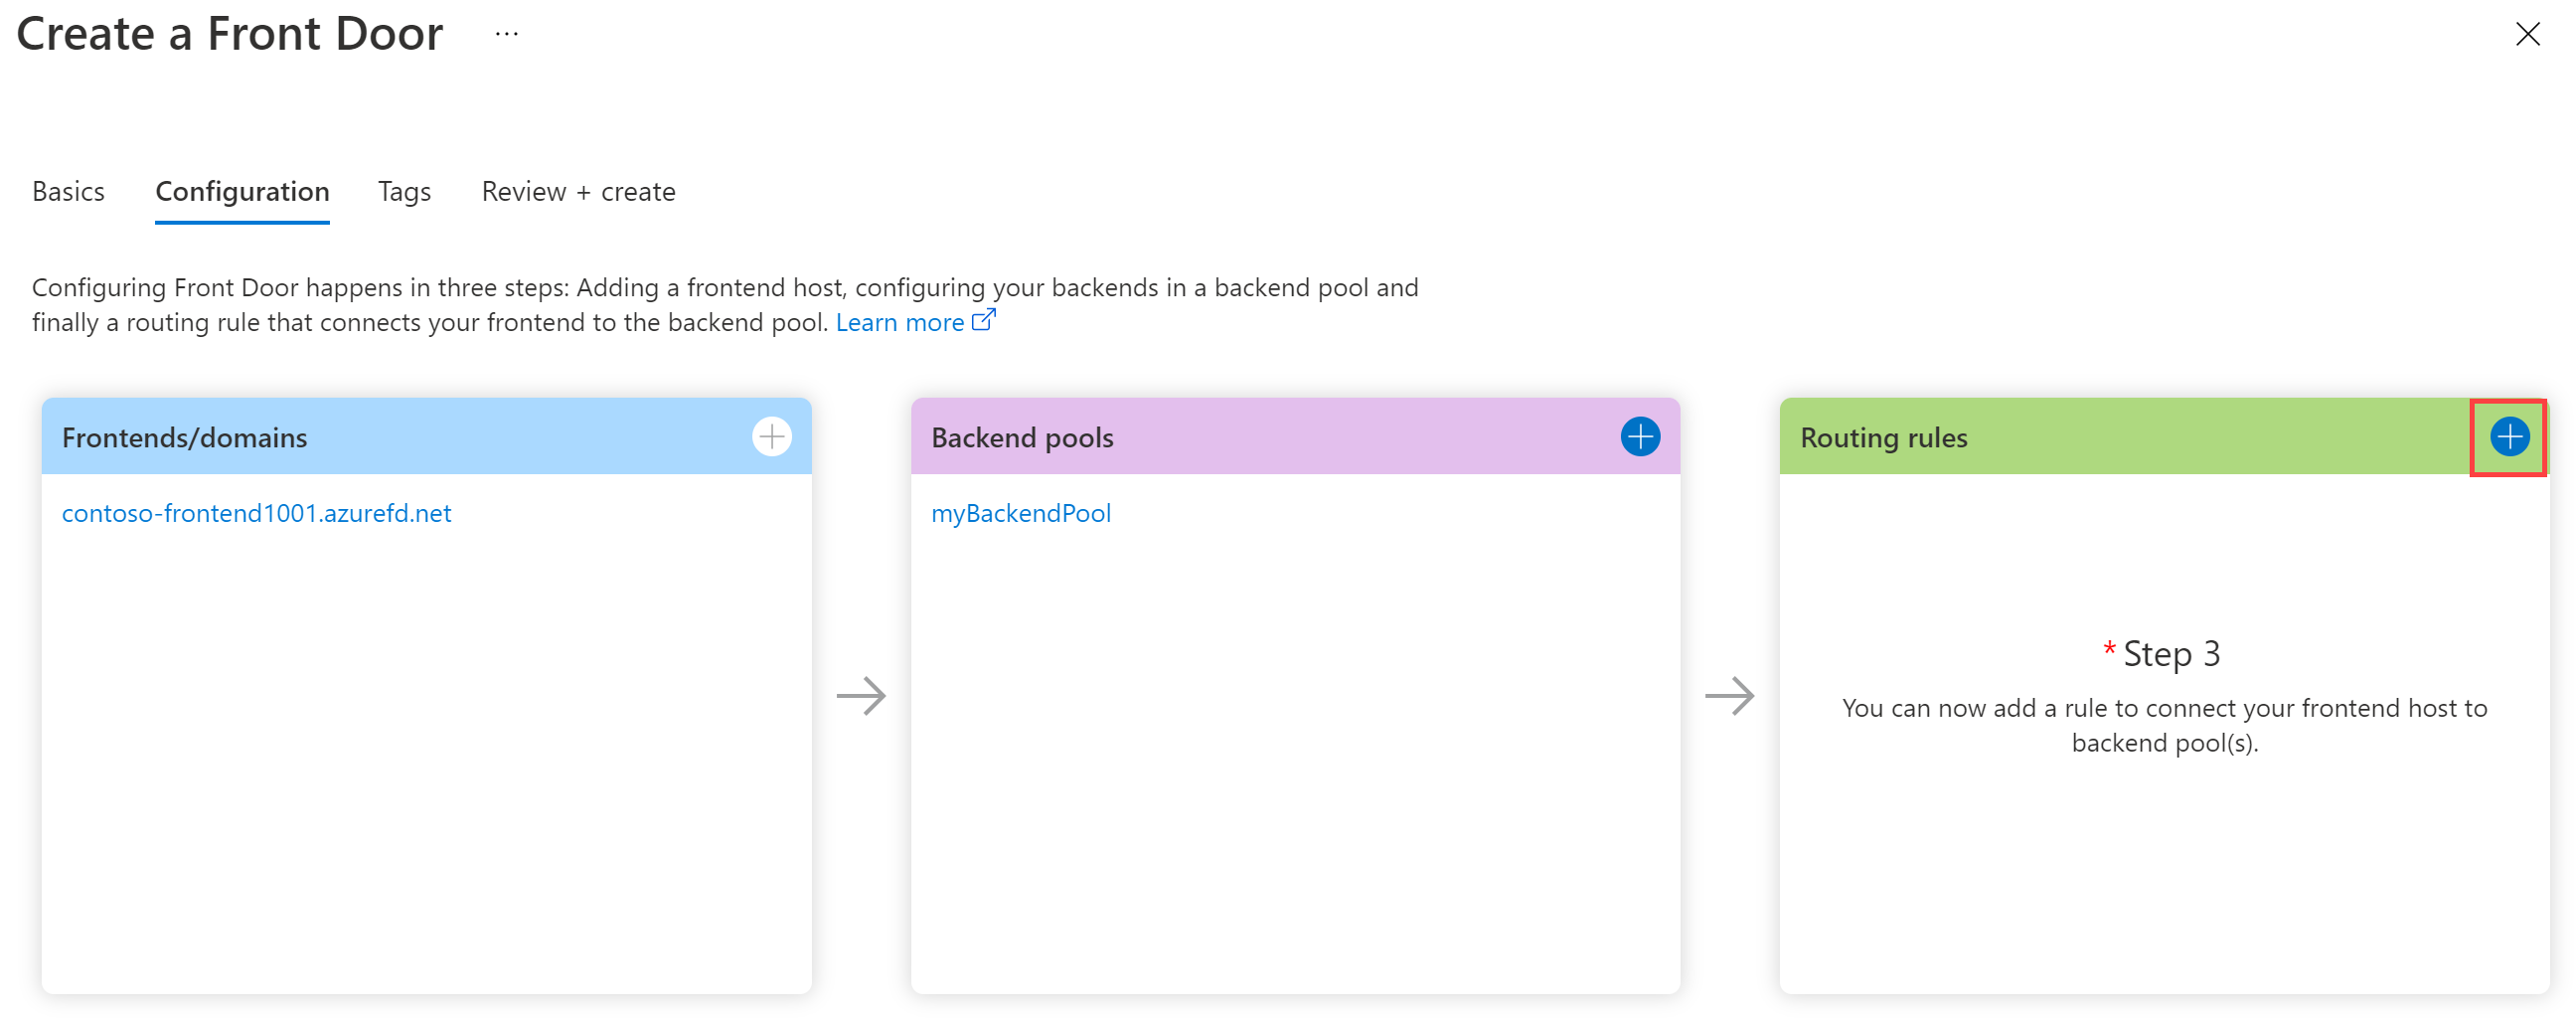 Create a Front Door ...
Basics Configuration Tags Review + create
Configuring Front Door happens in three steps: Adding a frontend host, configuring your backends in a backend pool and
finally a routing rule that connects your frontend to the backend pool. Learn more
Frontends/domains
contoso-frontend1001.azurefd.net
Backend pools
myBackendPool
Routing rules
* Step 3
You can now add a rule to connect your frontend host to
backend pool(s).